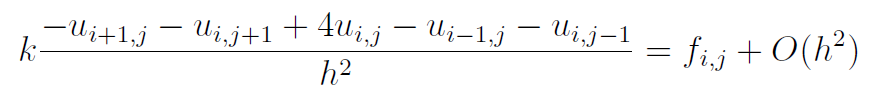 k \frac{-u_{i+1,j} - u_{i,j+1} + 4u_{i,j} - u_{i-1,j} - u_{i,j-1}}{h^2} = f_{i,j} + O(h^2)